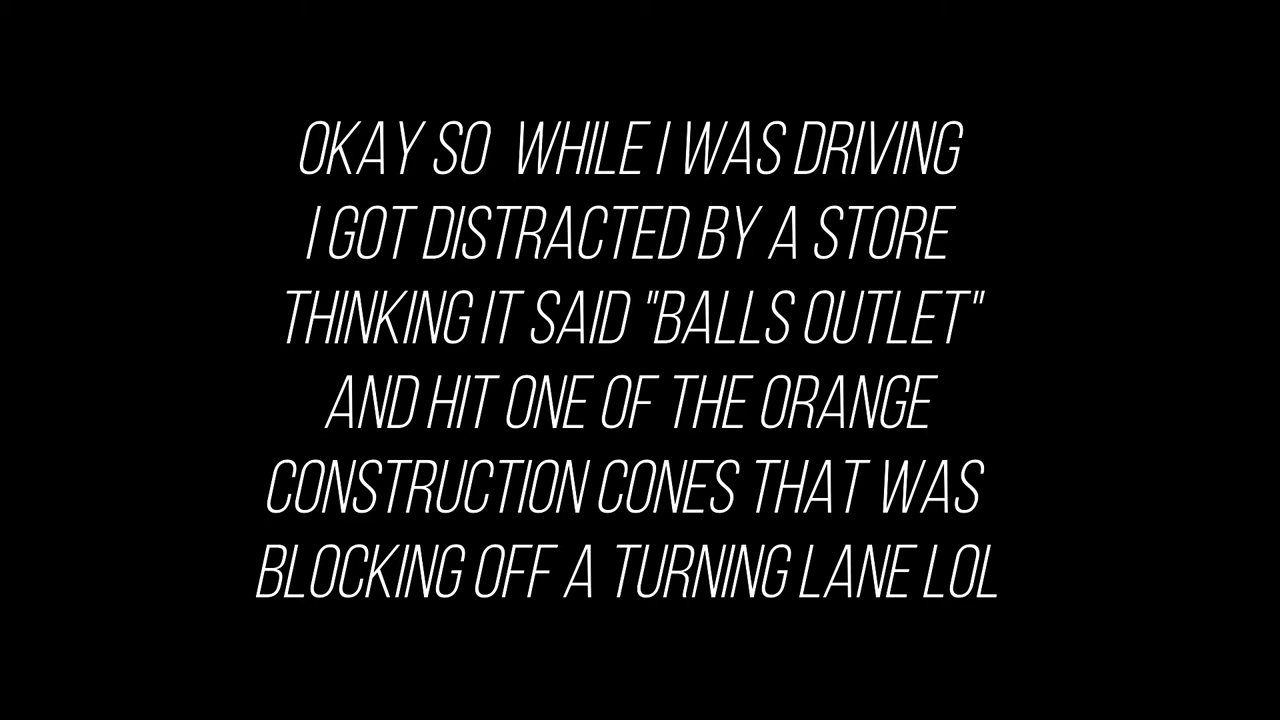 OKAY SO  WHILE I WAS DRIVING
I GOT DISTRACTED BY A STORE
THINKING IT SAID "BALLS OUTLET"
AND HIT ONE OF THE ORANGE
CONSTRUCTION CONES THAT WAS
BLOCKING OFF A TURNING LANE LOL